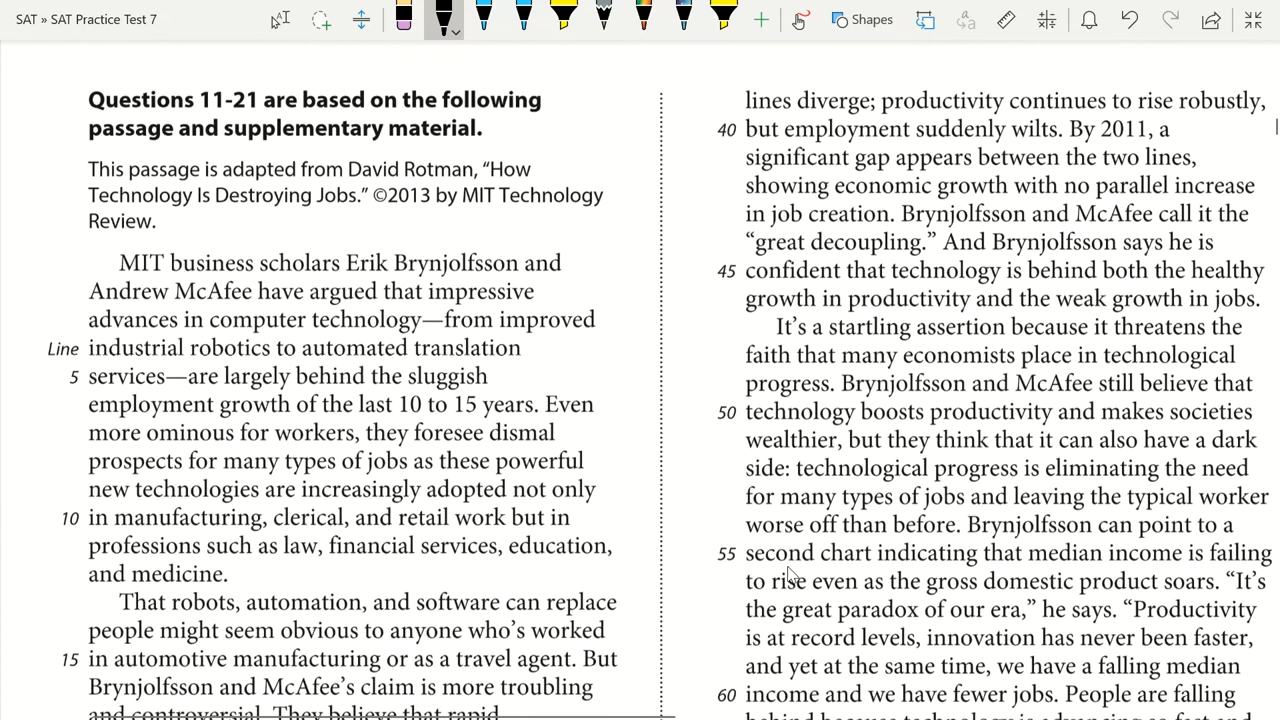 SAT » SAT Practice Test 7
Shapes
Questions 11-21 are based on the following
passage and supplementary material.
This passage is adapted from David Rotman, “How
Technology Is Destroying Jobs.” ©2013 by MIT Technology
Review.
MIT business scholars Erik Brynjolfsson and
Andrew McAfee have argued that impressive
advances in computer technology—from improved
Line industrial robotics to automated translation
5 services—are largely behind the sluggish
employment growth of the last 10 to 15 years. Even
more ominous for workers, they foresee dismal
prospects for many types of jobs as these powerful
new technologies are increasingly adopted not only
10 in manufacturing, clerical, and retail work but in
professions such as law, financial services, education,
and medicine.
That robots, automation, and software can replace
people might seem obvious to anyone who’s worked
15 in automotive manufacturing or as a travel agent. But
Brynjolfsson and McAfee’s claim is more troubling
and controversial. They believe that rapid
lines diverge; productivity continues to rise robustly,
40 but employment suddenly wilts. By 2011, a
significant gap appears between the two lines,
showing economic growth with no parallel increase
in job creation. Brynjolfsson and McAfee call it the
“great decoupling.” And Brynjolfsson says he is
45 confident that technology is behind both the healthy
growth in productivity and the weak growth in jobs.
It’s a startling assertion because it threatens the
faith that many economists place in technological
progress. Brynjolfsson and McAfee still believe that
50 technology boosts productivity and makes societies
wealthier, but they think that it can also have a dark
side: technological progress is eliminating the need
for many types of jobs and leaving the typical worker
worse off than before. Brynjolfsson can point to a
55 second chart indicating that median income is failing
to rise even as the gross domestic product soars. “It’s
the great paradox of our era,” he says. “Productivity
is at record levels, innovation has never been faster,
and yet at the same time, we have a falling median
60 income and we have fewer jobs. People are falling
behind because technology is advancing so fast and